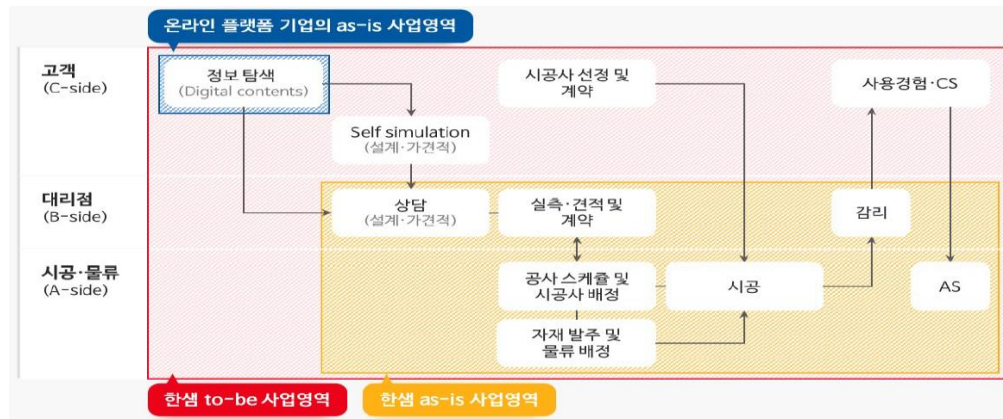 온라인 플랫폼 기업의 as-is 사업영역
고객
(C-side)
정보 탐색
(Digital contents)
시공사 선정 및
계약
사용경험·CS
Self simulation
(설계·가견적)
대리점
(B-side)
상담
(설계·가견적)
실측·견적 및
계약
감리
시공·물류
(A-side)
공사 스케쥴 및
시공사 배정
시공
AS
자재 발주 및
물류 배정
한샘 to-be 사업영역
한샘 as-is 사업영역